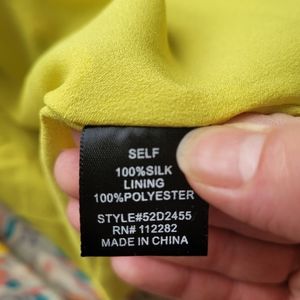 SELF
100%SILK
LINING
100%POLYESTER
STYLE#52D2455
RN# 112282
MADE IN CHINA